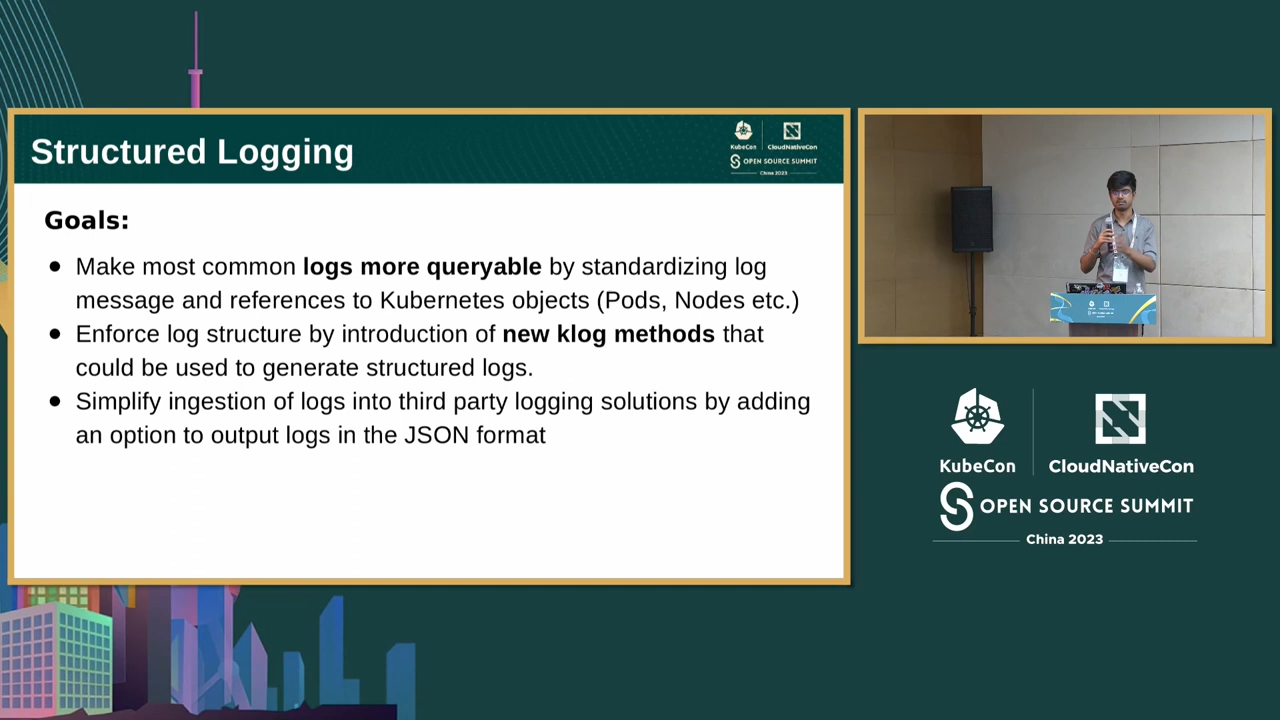 Structured Logging
KubeCon
CloudNativeCon
OPEN SOURCE SUMMIT
China 2023
Goals:
● Make most common logs more queryable by standardizing log
message and references to Kubernetes objects (Pods, Nodes etc.)
● Enforce log structure by introduction of new klog methods that
could be used to generate structured logs.
● Simplify ingestion of logs into third party logging solutions by adding
an option to output logs in the JSON format
KubeCon
CloudNativeCon
OPEN SOURCE SUMMIT
China 2023